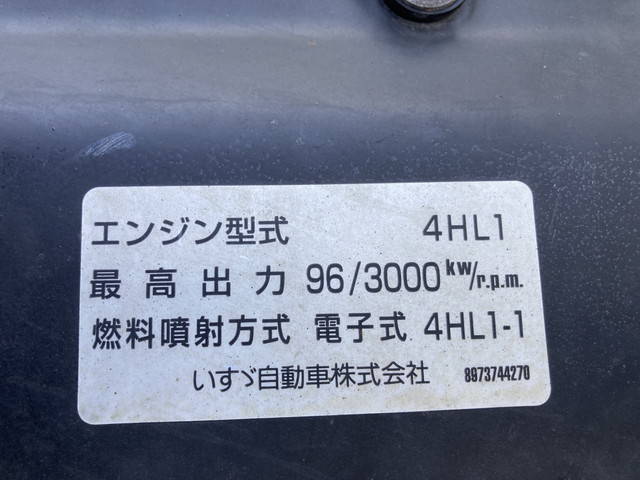 エンジン型式 4HL1
最高出力 96/3000 kw/r.p.m.
燃料噴射方式 電子式 4HL1-1
いすゞ自動車株式会社 8973744270